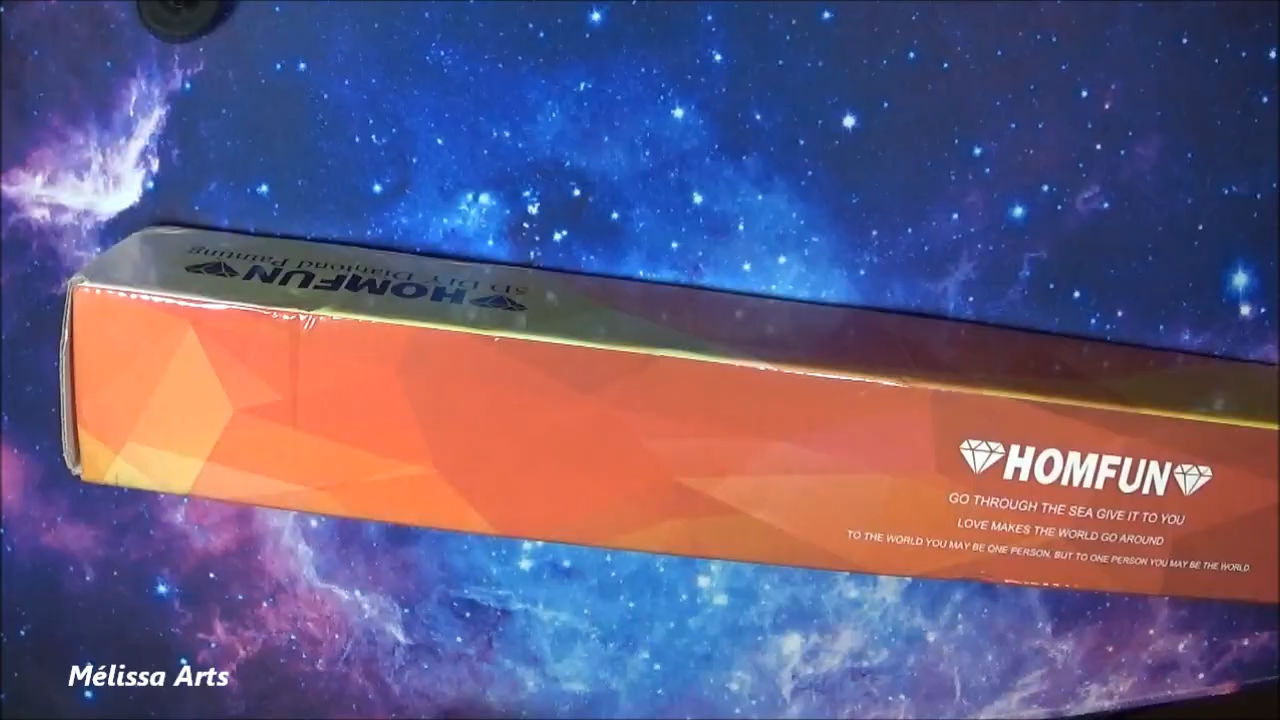 HOMFUN
5D DIY Diamond Painting
HOMFUN
GO THROUGH THE SEA GIVE IT TO YOU
LOVE MAKES THE WORLD GO AROUND
TO THE WORLD YOU MAY BE ONE PERSON, BUT TO ONE PERSON YOU MAY BE THE WORLD.
Mélissa Arts